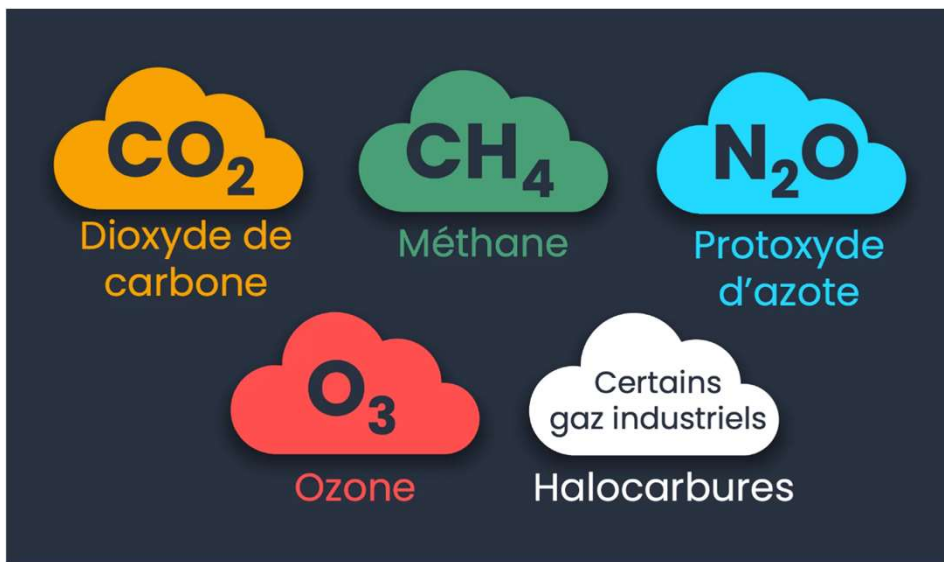 CO₂
Dioxyde de
carbone
CH₄
Méthane
N₂O
Protoxyde
d’azote
O₃
Ozone
Certains
gaz industriels
Halocarbures